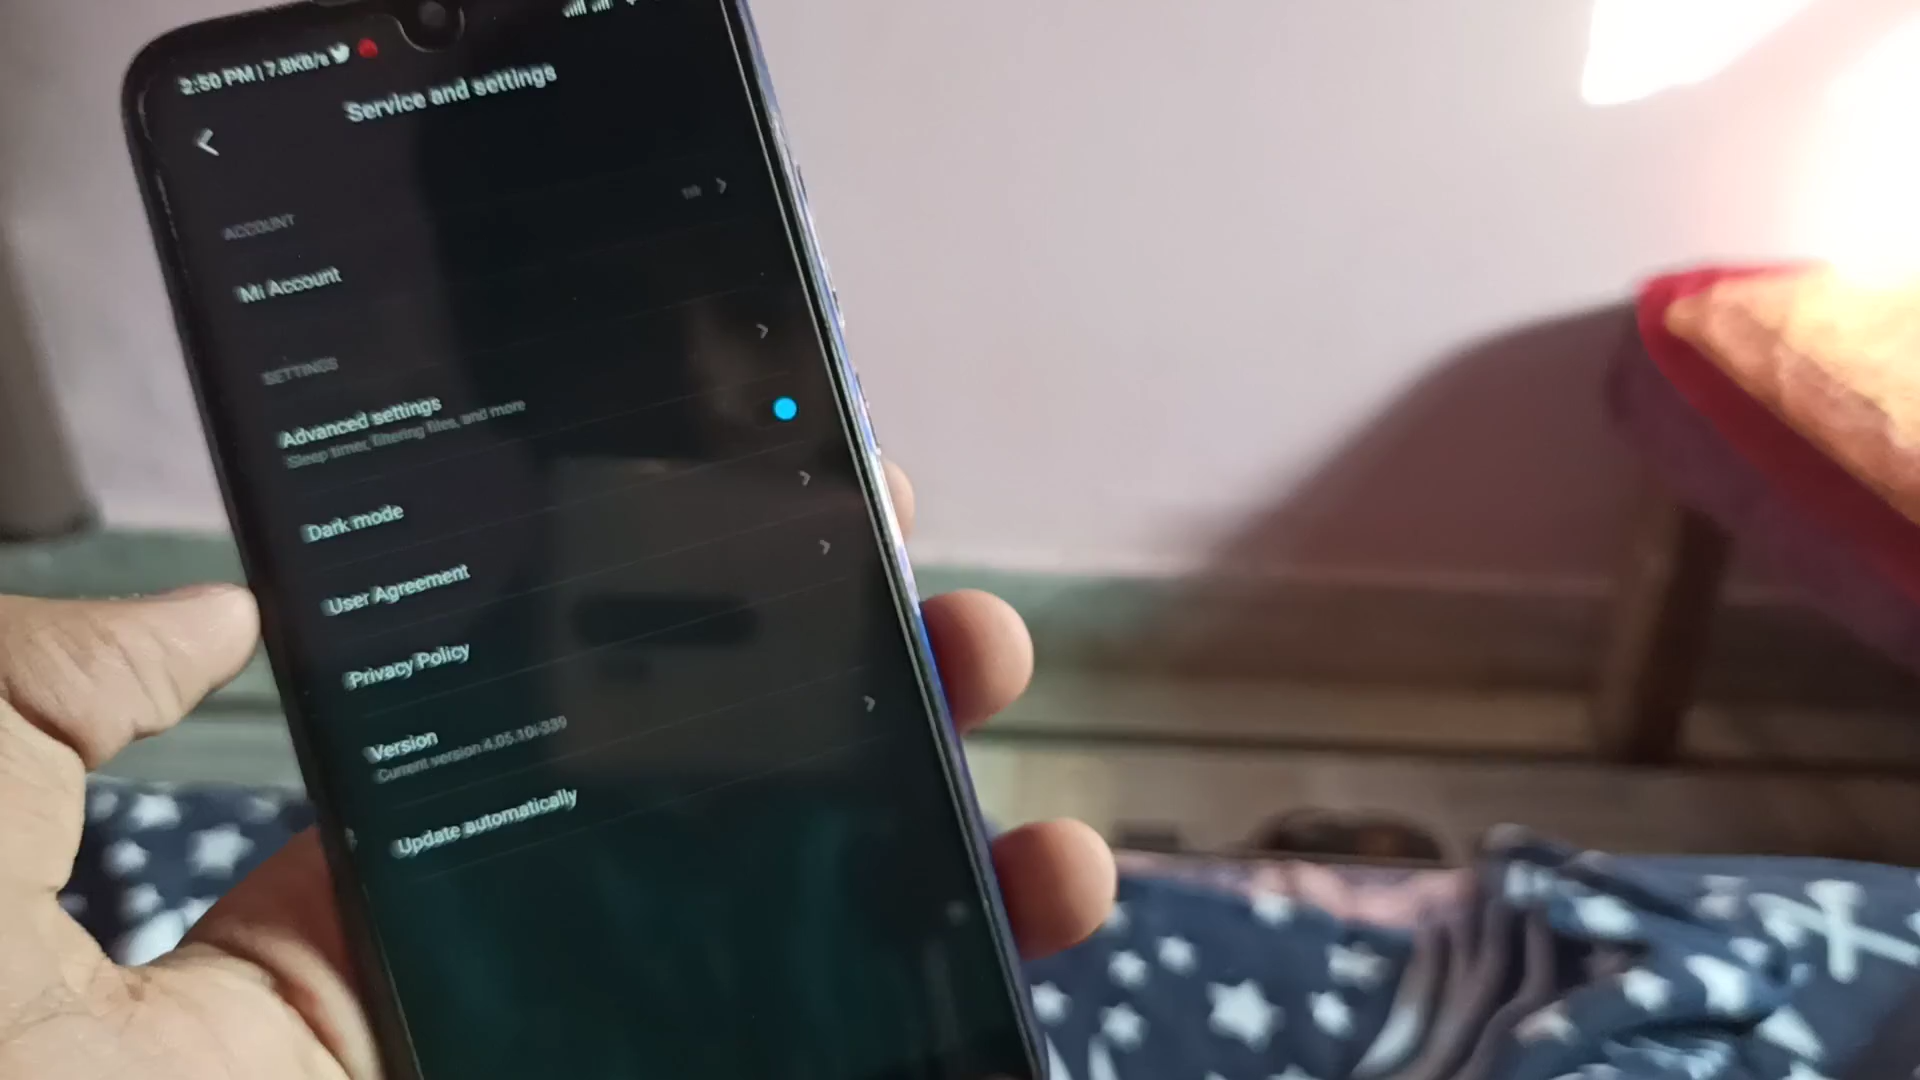 2:50 PM | 7.8KB/s
Service and settings
ACCOUNT
Mi Account
SETTINGS
Advanced settings
Sleep timer, filtering files, and more
Dark mode
User Agreement
Privacy Policy
Version
Current version 4.05.10i-339
Update automatically